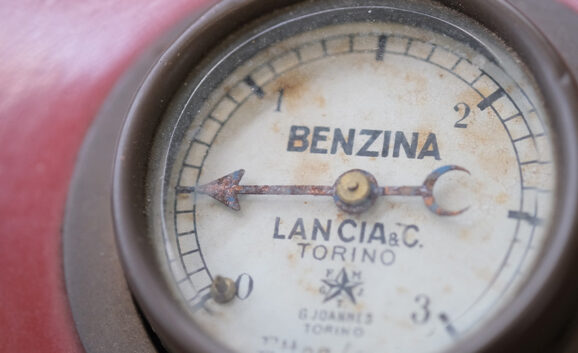 1
2
BENZINA
LANCIA & C.
TORINO
0
3
G. JOANNES
TORINO